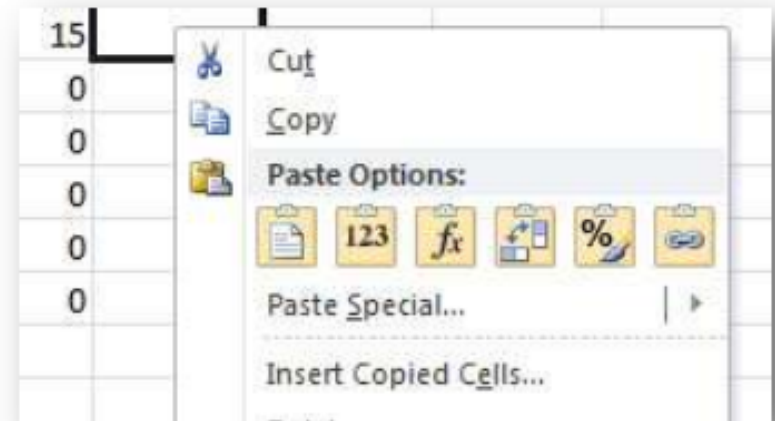 15
Cut
0
Copy
0
Paste Options:
0
123 fx %
0
0
Paste Special...
Insert Copied Cells...